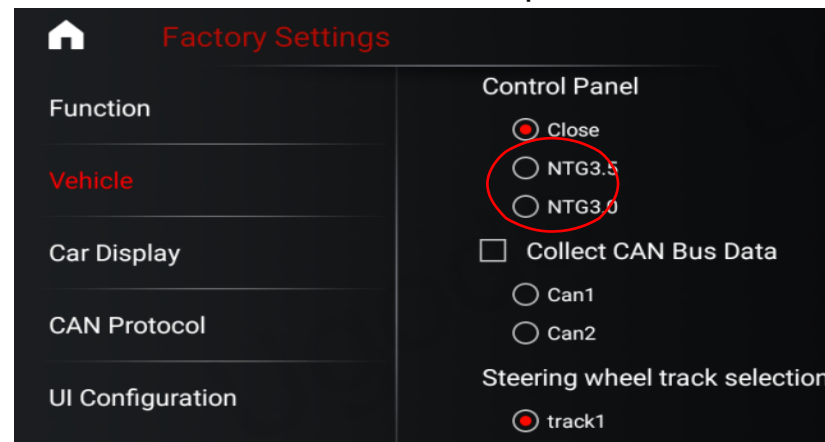 Factory Settings
Function
Vehicle
Car Display
CAN Protocol
UI Configuration
Control Panel
Close
NTG3.5
NTG3.0
Collect CAN Bus Data
Can1
Can2
Steering wheel track selection
track1